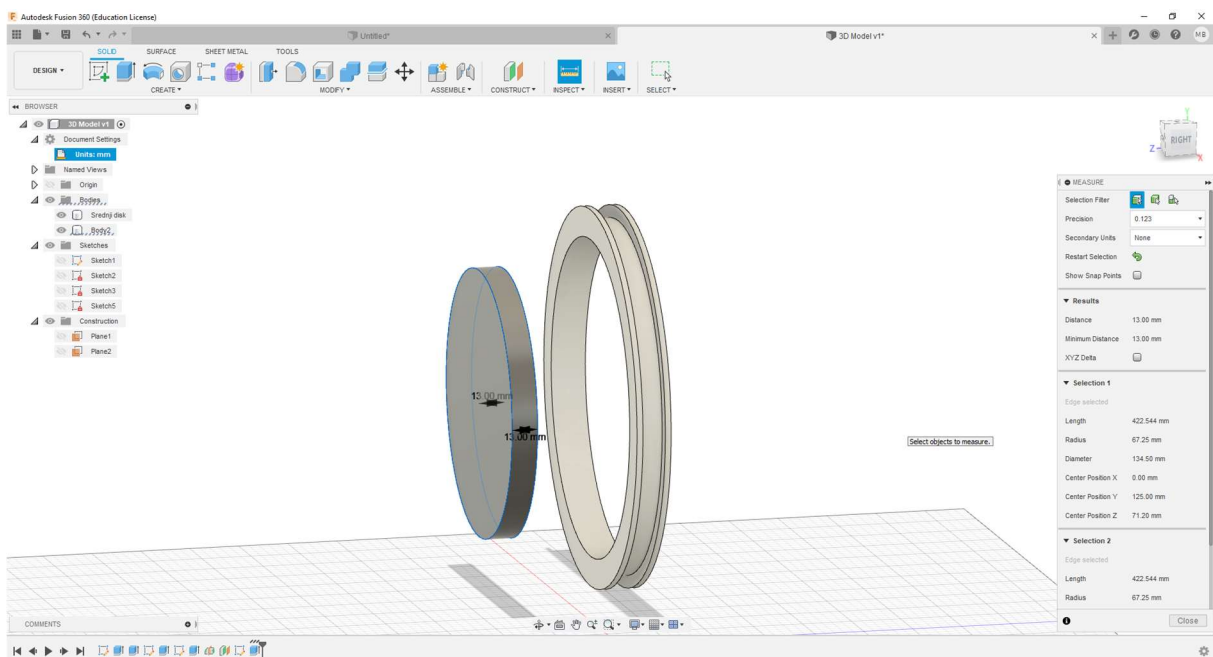 Autodesk Fusion 360 (Education License)
Untitled*
3D Model v1*
MB
DESIGN
SOLID SURFACE SHEET METAL TOOLS
CREATE MODIFY ASSEMBLE CONSTRUCT INSPECT INSERT SELECT
BROWSER
3D Model v1
Document Settings
Units: mm
Named Views
Origin
Bodies
Srednji disk
Body2
Sketches
Sketch1
Sketch2
Sketch3
Sketch5
Construction
Plane1
Plane2
13.00 mm
13.00 mm
Select objects to measure.
Y
RIGHT
Z
X
MEASURE
Selection Filter
Precision 0.123
Secondary Units None
Restart Selection
Show Snap Points
Results
Distance 13.00 mm
Minimum Distance 13.00 mm
XYZ Delta
Selection 1
Edge selected
Length 422.544 mm
Radius 67.25 mm
Diameter 134.50 mm
Center Position X 0.00 mm
Center Position Y 125.00 mm
Center Position Z 71.20 mm
Selection 2
Edge selected
Length 422.544 mm
Radius 67.25 mm
Close
COMMENTS